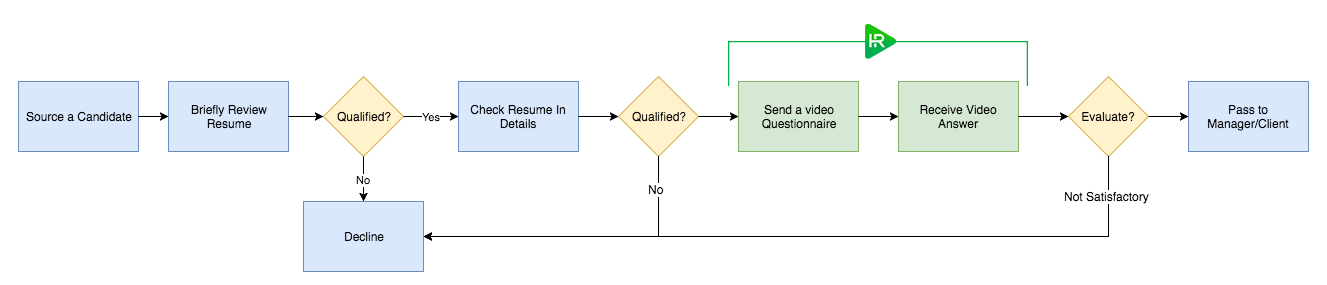 HR
Source a Candidate
Briefly Review
Resume
Qualified?
Yes
Check Resume In
Details
Qualified?
Send a video
Questionnaire
Receive Video
Answer
Evaluate?
Pass to
Manager/Client
No
No
Not Satisfactory
Decline